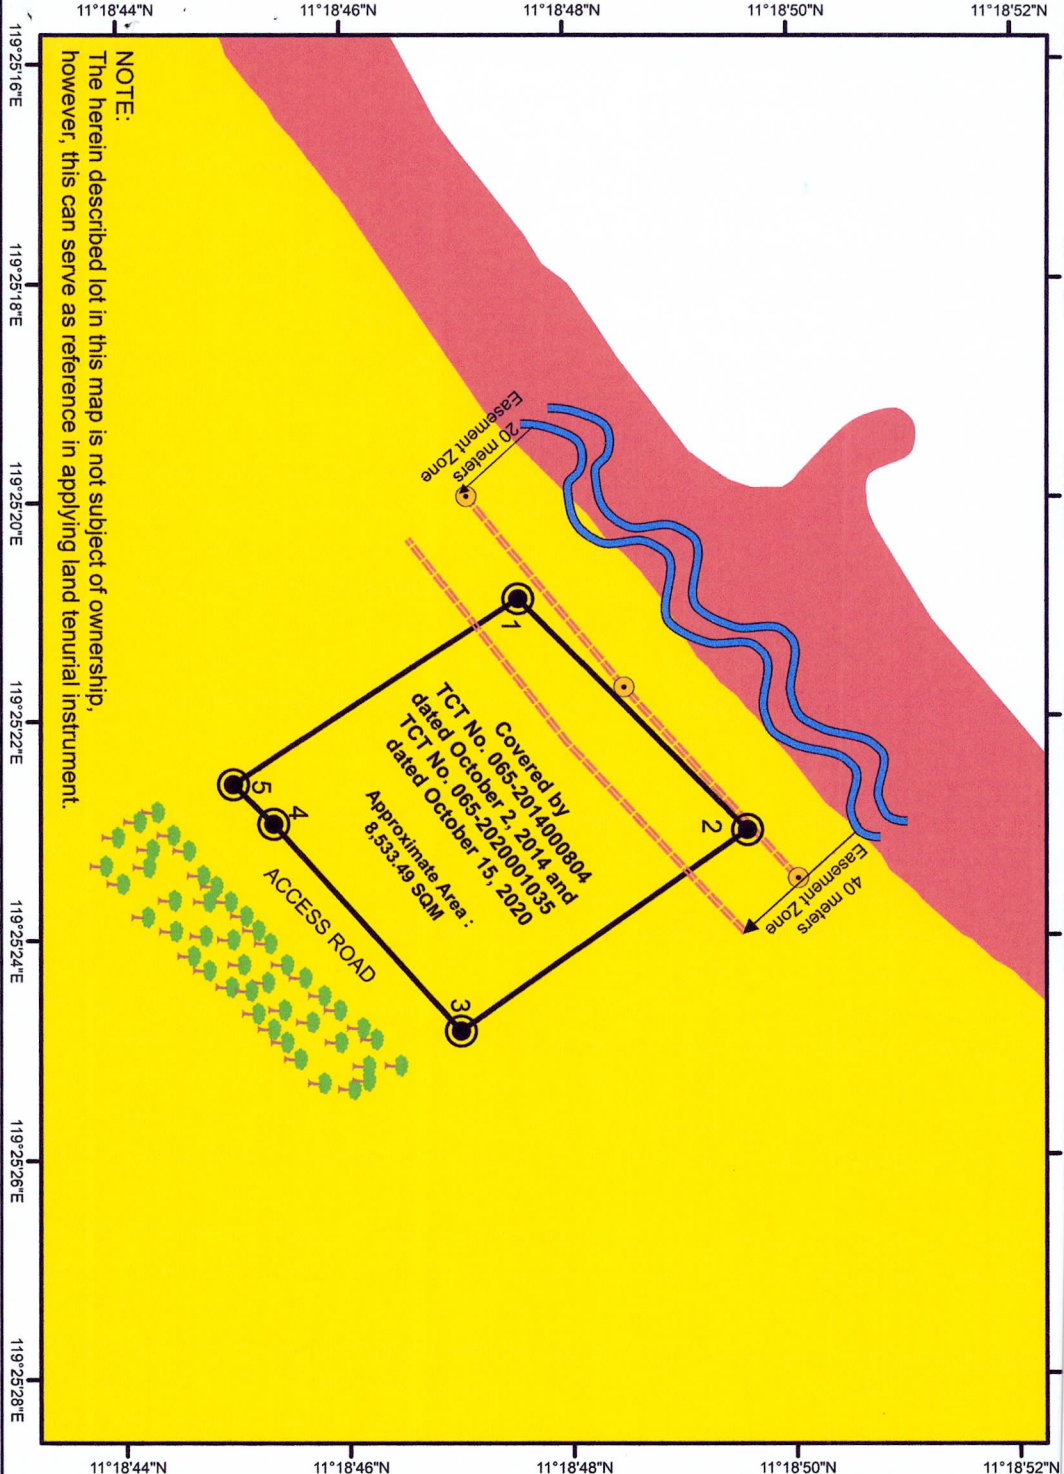 11°18'44"N
11°18'46"N
11°18'48"N
11°18'50"N
11°18'52"N
119°25'16"E
119°25'18"E
119°25'20"E
119°25'22"E
119°25'24"E
119°25'26"E
119°25'28"E
NOTE:
The herein described lot in this map is not subject of ownership,
however, this can serve as reference in applying land tenurial instrument.
20 meters
Easement Zone
40 meters
Easement Zone
1
2
3
4
5
Covered by
TCT No. 065-2014000804
dated October 2, 2014 and
TCT No. 065-2020001035
dated October 15, 2020
Approximate Area :
8,533.49 SQM
ACCESS ROAD
11°18'44"N
11°18'46"N
11°18'48"N
11°18'50"N
11°18'52"N